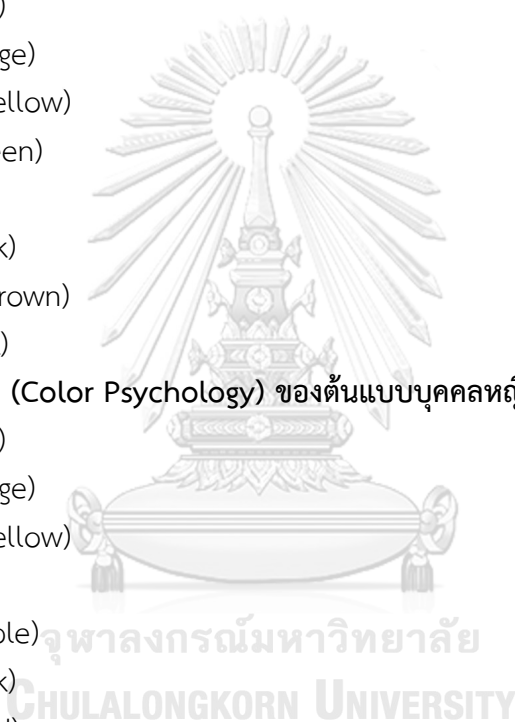 )
ge)
ellow)
en)
k)
rown)
)
(Color Psychology) ของต้นแบบบุคคลหญิ
)
ge)
ellow)
ple)
จุฬาลงกรณ์มหาวิทยาลัย
k)
CHULALONGKORN UNIVERSITY